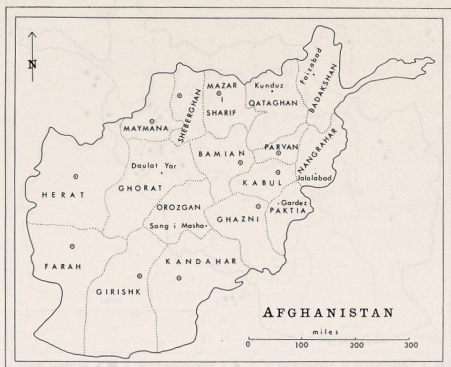 N
MAZAR
I
SHARIF
Kunduz
QATAGHAN
Faizabad
BADAKSHAN
SHEBERGHAN
MAYMANA
BAMIAN
PARVAN
NANGRAHAR
Daulat Yar
GHORAT
KABUL
Jalalabad
HERAT
OROZGAN
GHAZNI
Gardez
PAKTIA
Sang i Masha
FARAH
GIRISHK
KANDAHAR
AFGHANISTAN
miles
0 100 200 300